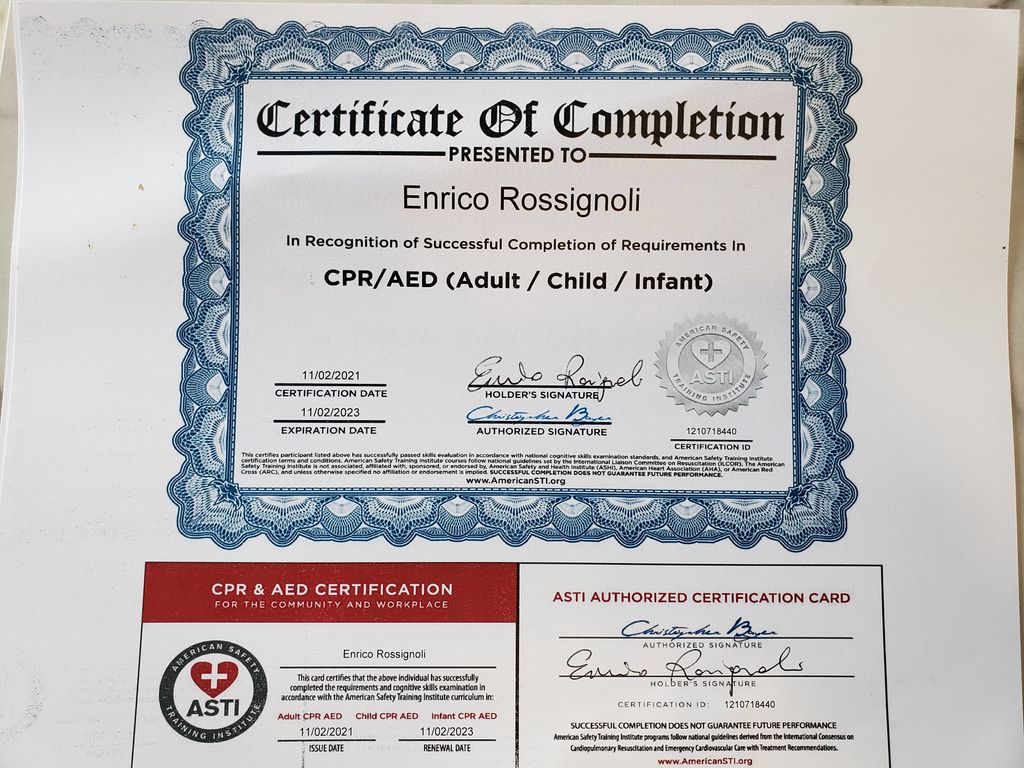 Certificate Of Completion
PRESENTED TO
Enrico Rossignoli
In Recognition of Successful Completion of Requirements In
CPR/AED (Adult / Child / Infant)
11/02/2021
CERTIFICATION DATE
11/02/2023
EXPIRATION DATE
HOLDER'S SIGNATURE
Christopher Bayer
AUTHORIZED SIGNATURE
AMERICAN SAFETY
ASTI
TRAINING INSTITUTE
1210718440
CERTIFICATION ID
This certifies participant listed above has successfully passed skills evaluation in accordance with national cognitive skills examination standards, and American Safety Training Institute
certification terms and conditions. American Safety Training Institute courses follow national guidelines set by the International Liaison Committee on Resuscitation (ILCOR). The American
Safety Training Institute is not associated, affiliated with, sponsored, or endorsed by, American Safety and Health Institute (ASHI), American Heart Association (AHA), or American Red
Cross (ARC), and unless otherwise specified no affiliation or endorsement is implied. SUCCESSFUL COMPLETION DOES NOT GUARANTEE FUTURE PERFORMANCE.
www.AmericanSTI.org
CPR & AED CERTIFICATION
FOR THE COMMUNITY AND WORKPLACE
AMERICAN SAFETY
ASTI
TRAINING INSTITUTE
Enrico Rossignoli
This card certifies that the above individual has successfully
completed the requirements and cognitive skills examination in
accordance with the American Safety Training Institute curriculum in:
Adult CPR AED Child CPR AED Infant CPR AED
11/02/2021 11/02/2023
ISSUE DATE RENEWAL DATE
ASTI AUTHORIZED CERTIFICATION CARD
Christopher Bayer
AUTHORIZED SIGNATURE
HOLDER'S SIGNATURE
CERTIFICATION ID: 1210718440
SUCCESSFUL COMPLETION DOES NOT GUARANTEE FUTURE PERFORMANCE
American Safety Training Institute programs follow national guidelines derived from the International Consensus on
Cardiopulmonary Resuscitation and Emergency Cardiovascular Care with Treatment Recommendations.
www.AmericanSTI.org